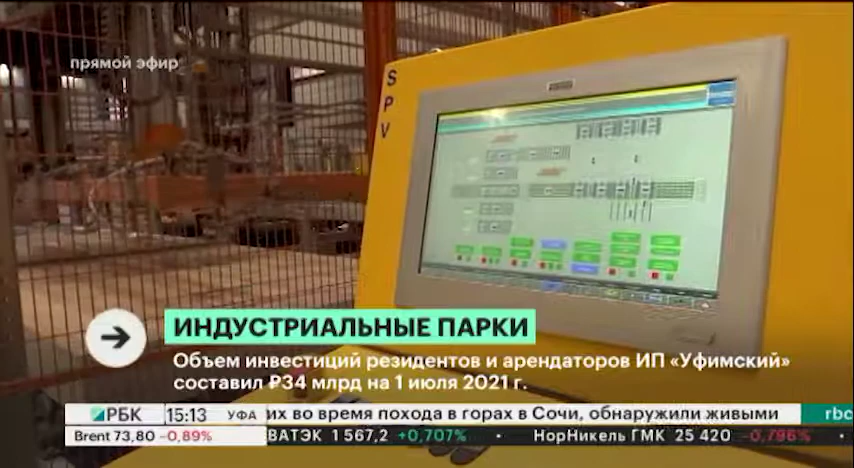 прямой эфир
S
P
V
ИНДУСТРИАЛЬНЫЕ ПАРКИ
Объем инвестиций резидентов и арендаторов ИП «Уфимский»
составил ₽34 млрд на 1 июля 2021 г.
РБК 15:13 УФА ИХ ВО ВРЕМЯ ПОХОДА В ГОРАХ В СОЧИ, ОБНАРУЖИЛИ ЖИВЫМИ rbc
Brent 73,80 -0,89% ВАТЭК 1 567,2 +0,707% • НорНикель ГМК 25 420 -0,796% •